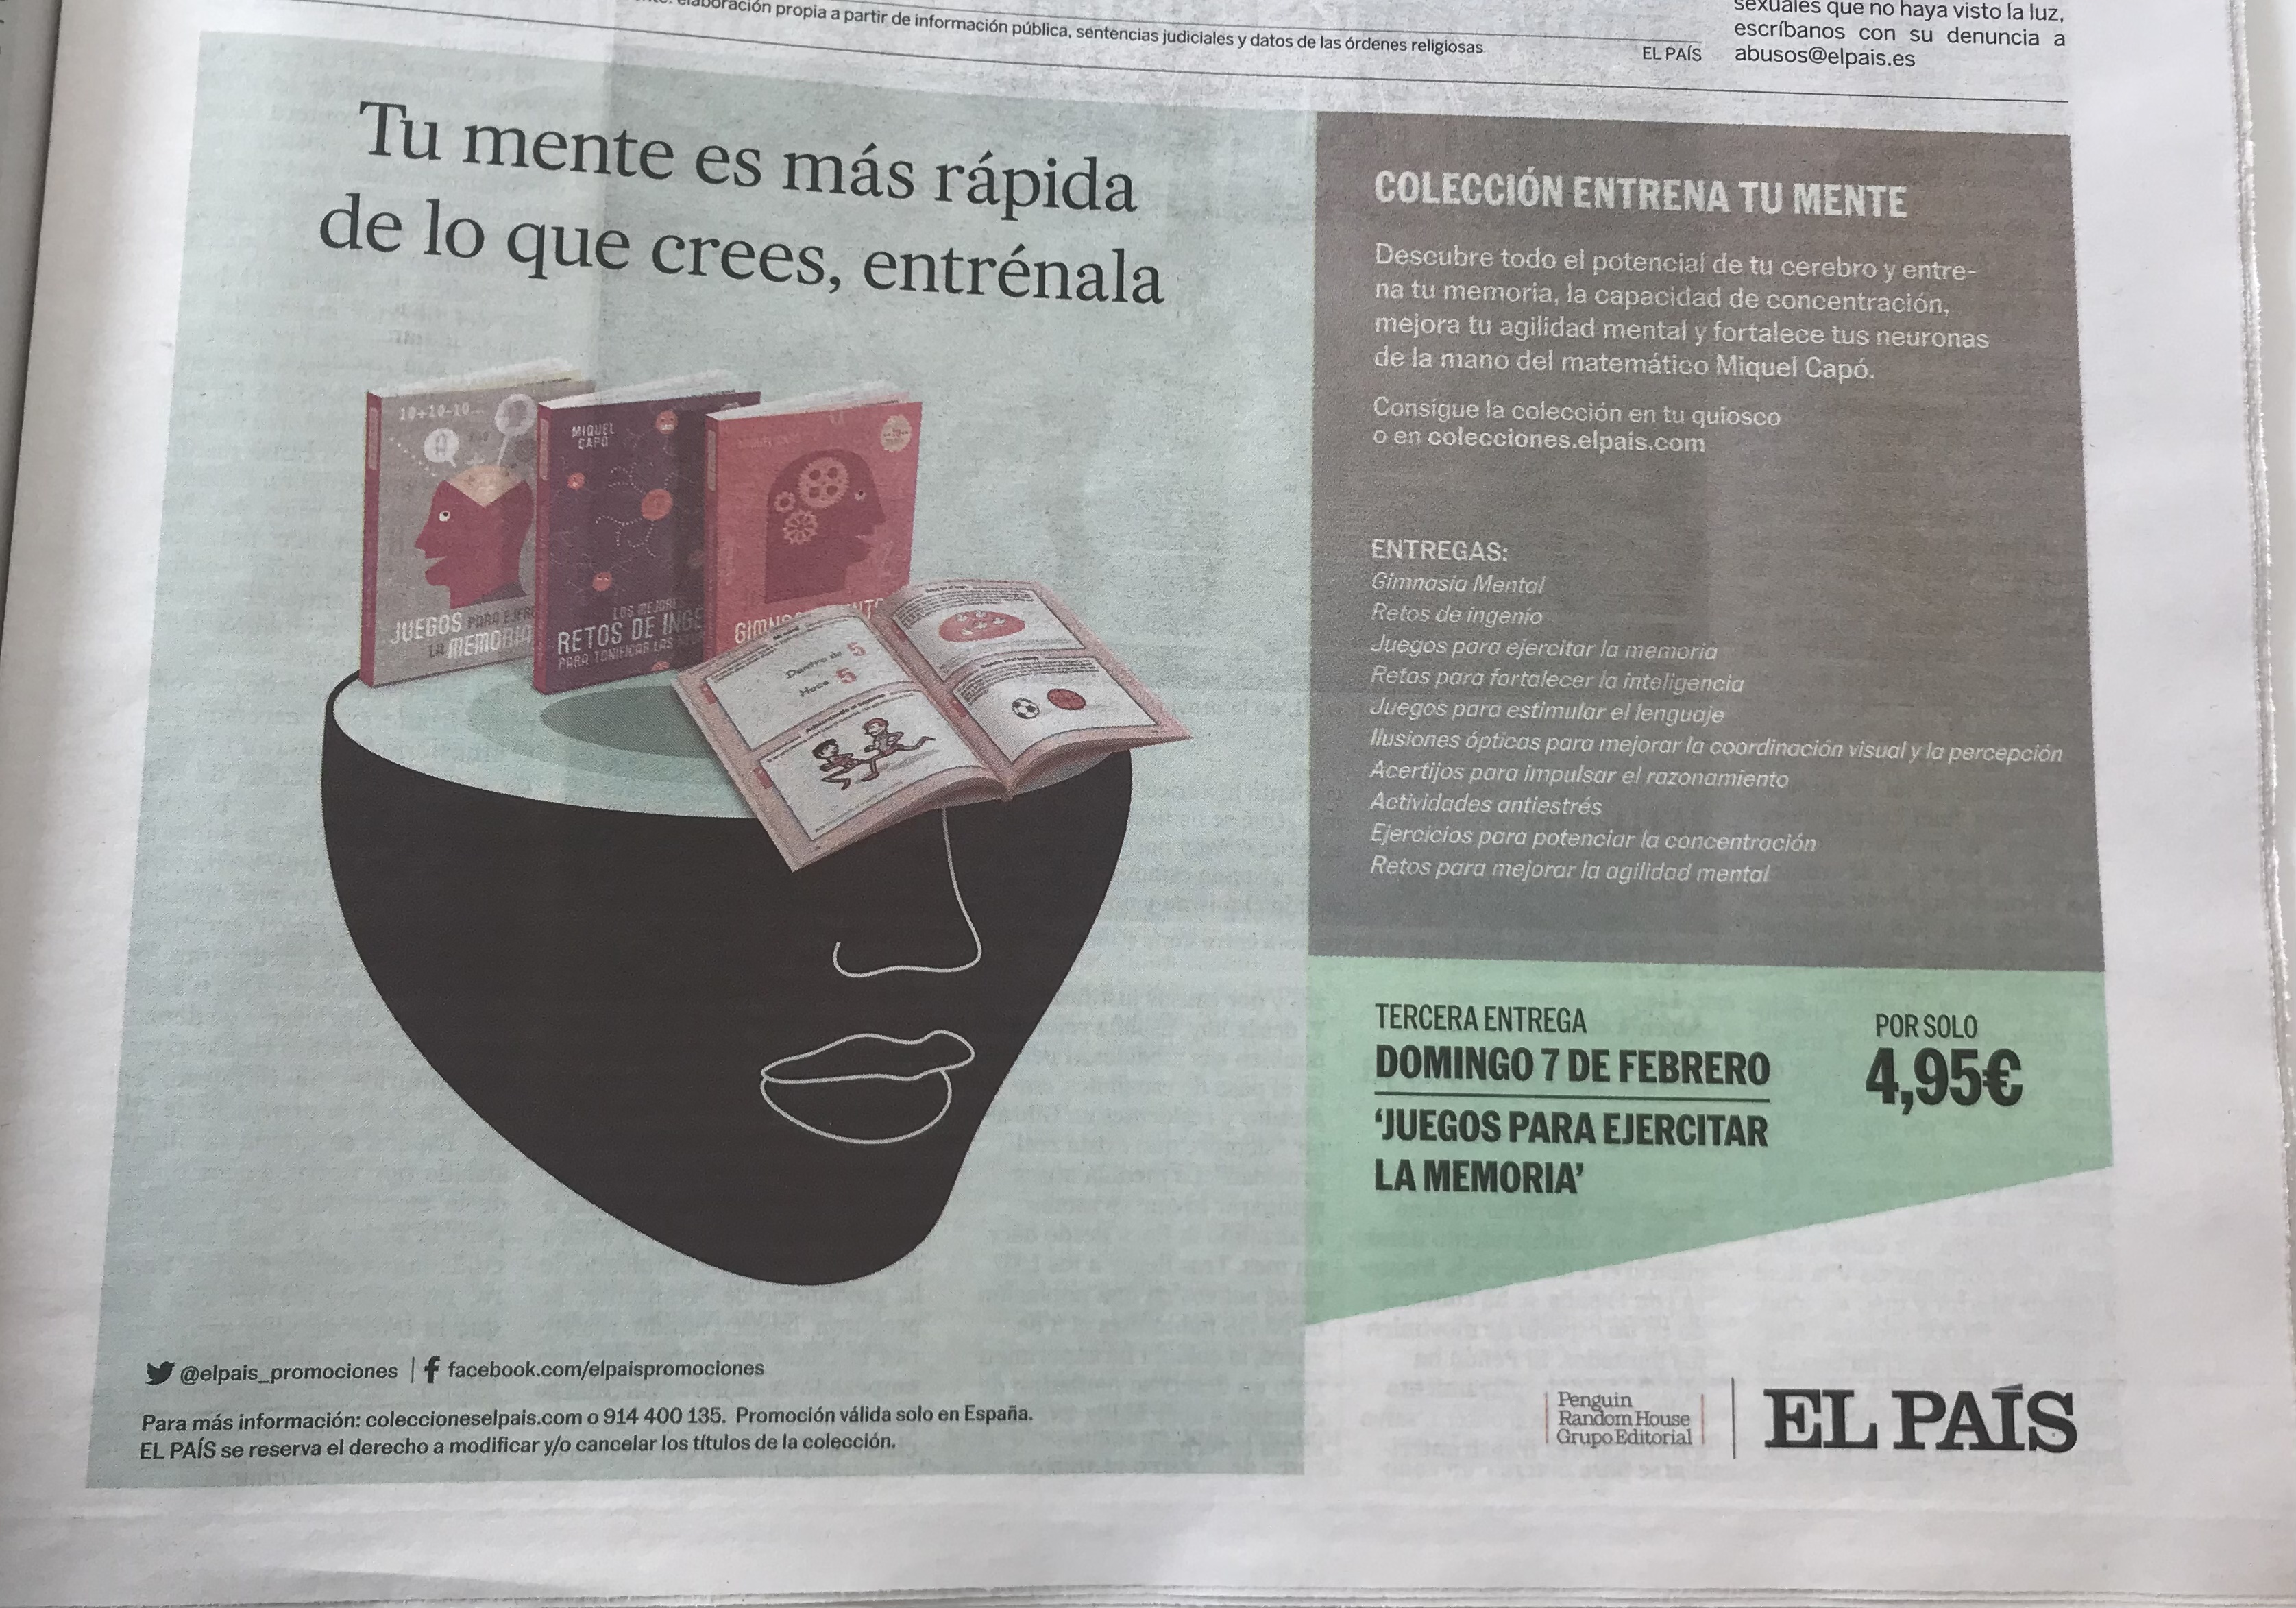 elaboración propia a partir de información pública, sentencias judiciales y datos de las órdenes religiosas
EL PAÍS
sexuales que no haya visto la luz,
escríbanos con su denuncia a
abusos@elpais.es
Tu mente es más rápida
de lo que crees, entrénala
10+10-10...
JUEGOS PARA
LA MEMORIA
MIQUEL
CAPÓ
LOS MEJORES
RETOS DE INGE
PARA TONIFICAR LAS
Dentro de 5
Hace 5
COLECCIÓN ENTRENA TU MENTE
Descubre todo el potencial de tu cerebro y entre-
na tu memoria, la capacidad de concentración,
mejora tu agilidad mental y fortalece tus neuronas
de la mano del matemático Miquel Capó.
Consigue la colección en tu quiosco
o en colecciones.elpais.com
ENTREGAS:
Gimnasia Mental
Retos de ingenio
Juegos para ejercitar la memoria
Retos para fortalecer la inteligencia
Juegos para estimular el lenguaje
Ilusiones ópticas para mejorar la coordinación visual y la percepción
Acertijos para impulsar el razonamiento
Actividades antiestrés
Ejercicios para potenciar la concentración
Retos para mejorar la agilidad mental
TERCERA ENTREGA
DOMINGO 7 DE FEBRERO
'JUEGOS PARA EJERCITAR
LA MEMORIA'
POR SOLO
4,95€
@elpais_promociones | facebook.com/elpaispromociones
Para más información: coleccioneselpais.com o 914 400 135. Promoción válida solo en España.
EL PAÍS se reserva el derecho a modificar y/o cancelar los títulos de la colección.
Penguin
Random House
Grupo Editorial
EL PAÍS